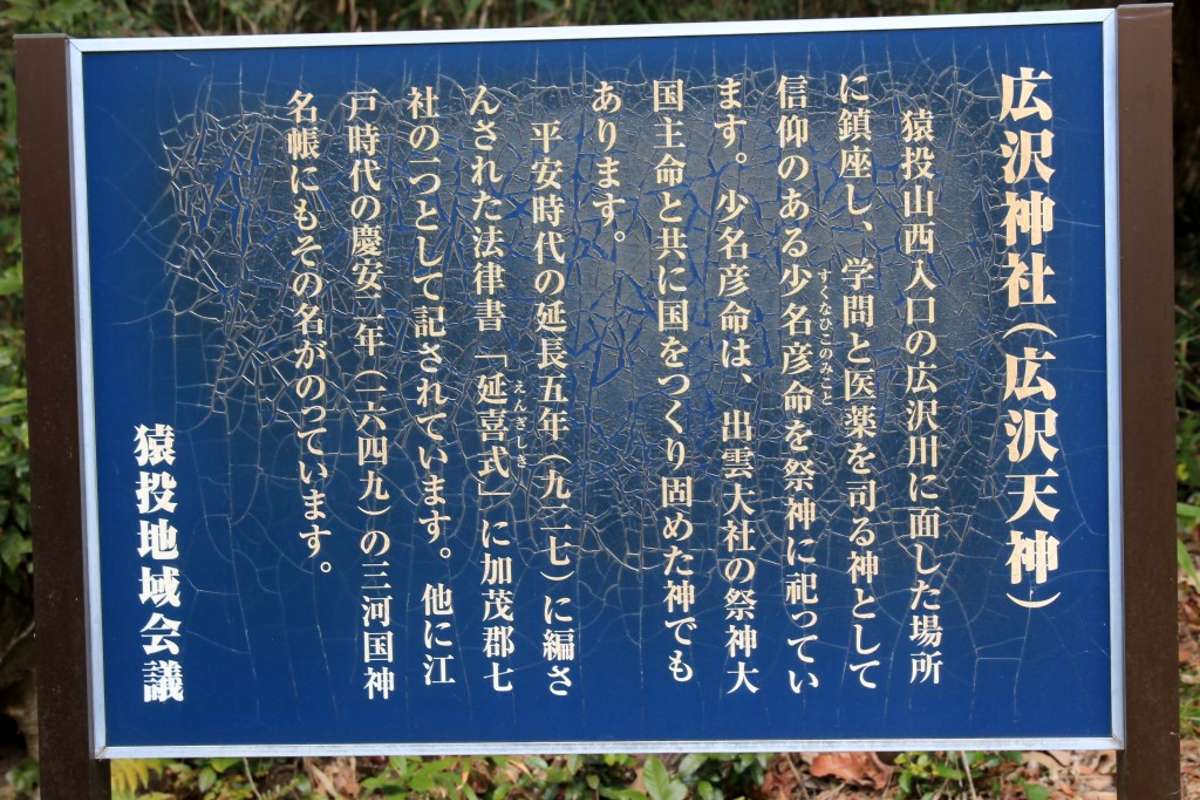 広沢神社(広沢天神)
猿投山西入口の広沢川に面した場所
に鎮座し、学問と医薬を司る神として
信仰のある少名彦命を祭神に祀ってい
すくなひこのみこと
ます。少名彦命は、出雲大社の祭神大
国主命と共に国をつくり固めた神でも
あります。
平安時代の延長五年(九二七)に編さ
んされた法律書「延喜式」に加茂郡七
えんぎしき
社の一つとして記されています。他に江
戸時代の慶安二年(一六四九)の三河国神
名帳にもその名がのっています。
猿投地域会議